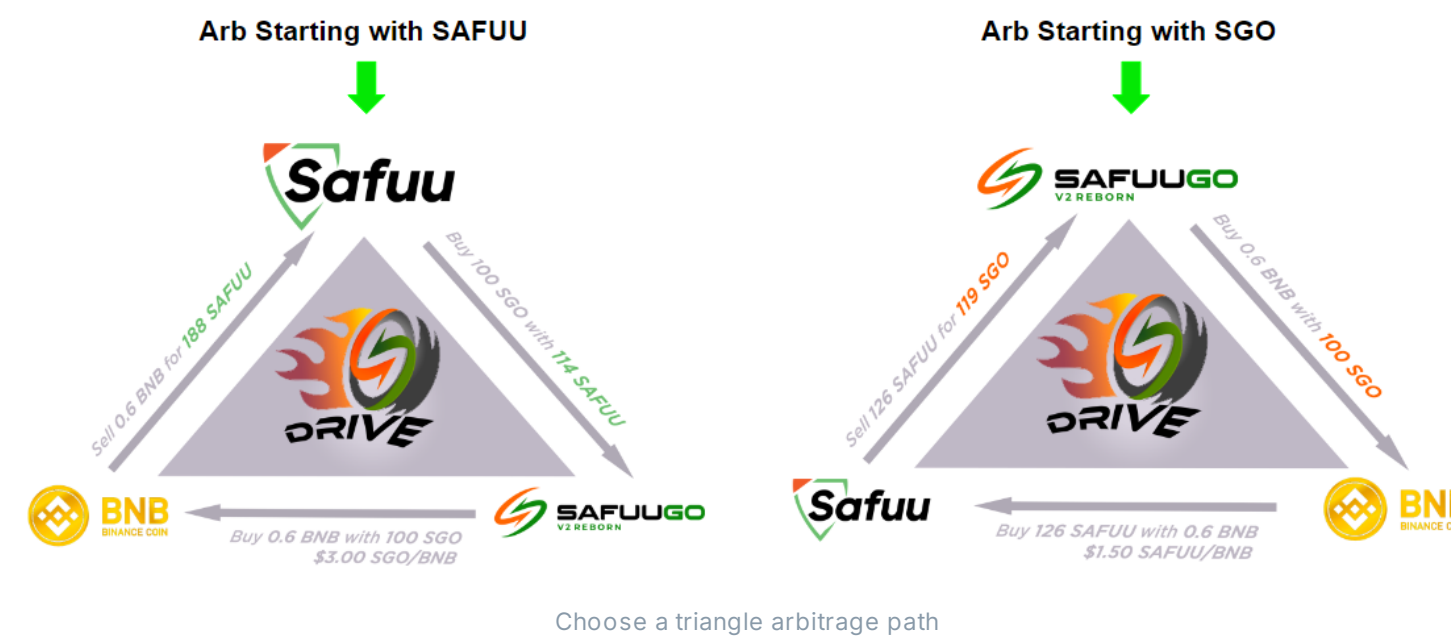 Arb Starting with SAFUU
Safuu
Buy 100 SGO with 114 SAFUU
SAFUUGO
V2 REBORN
Buy 0.6 BNB with 100 SGO
$3.00 SGO/BNB
BNB
BINANCE COIN
Sell 0.6 BNB for 188 SAFUU
DRIVE
Arb Starting with SGO
SAFUUGO
V2 REBORN
Buy 0.6 BNB with 100 SGO
BN
BINANCE C
Buy 126 SAFUU with 0.6 BNB
$1.50 SAFUU/BNB
Safuu
Sell 126 SAFUU for 119 SGO
DRIVE
Choose a triangle arbitrage path